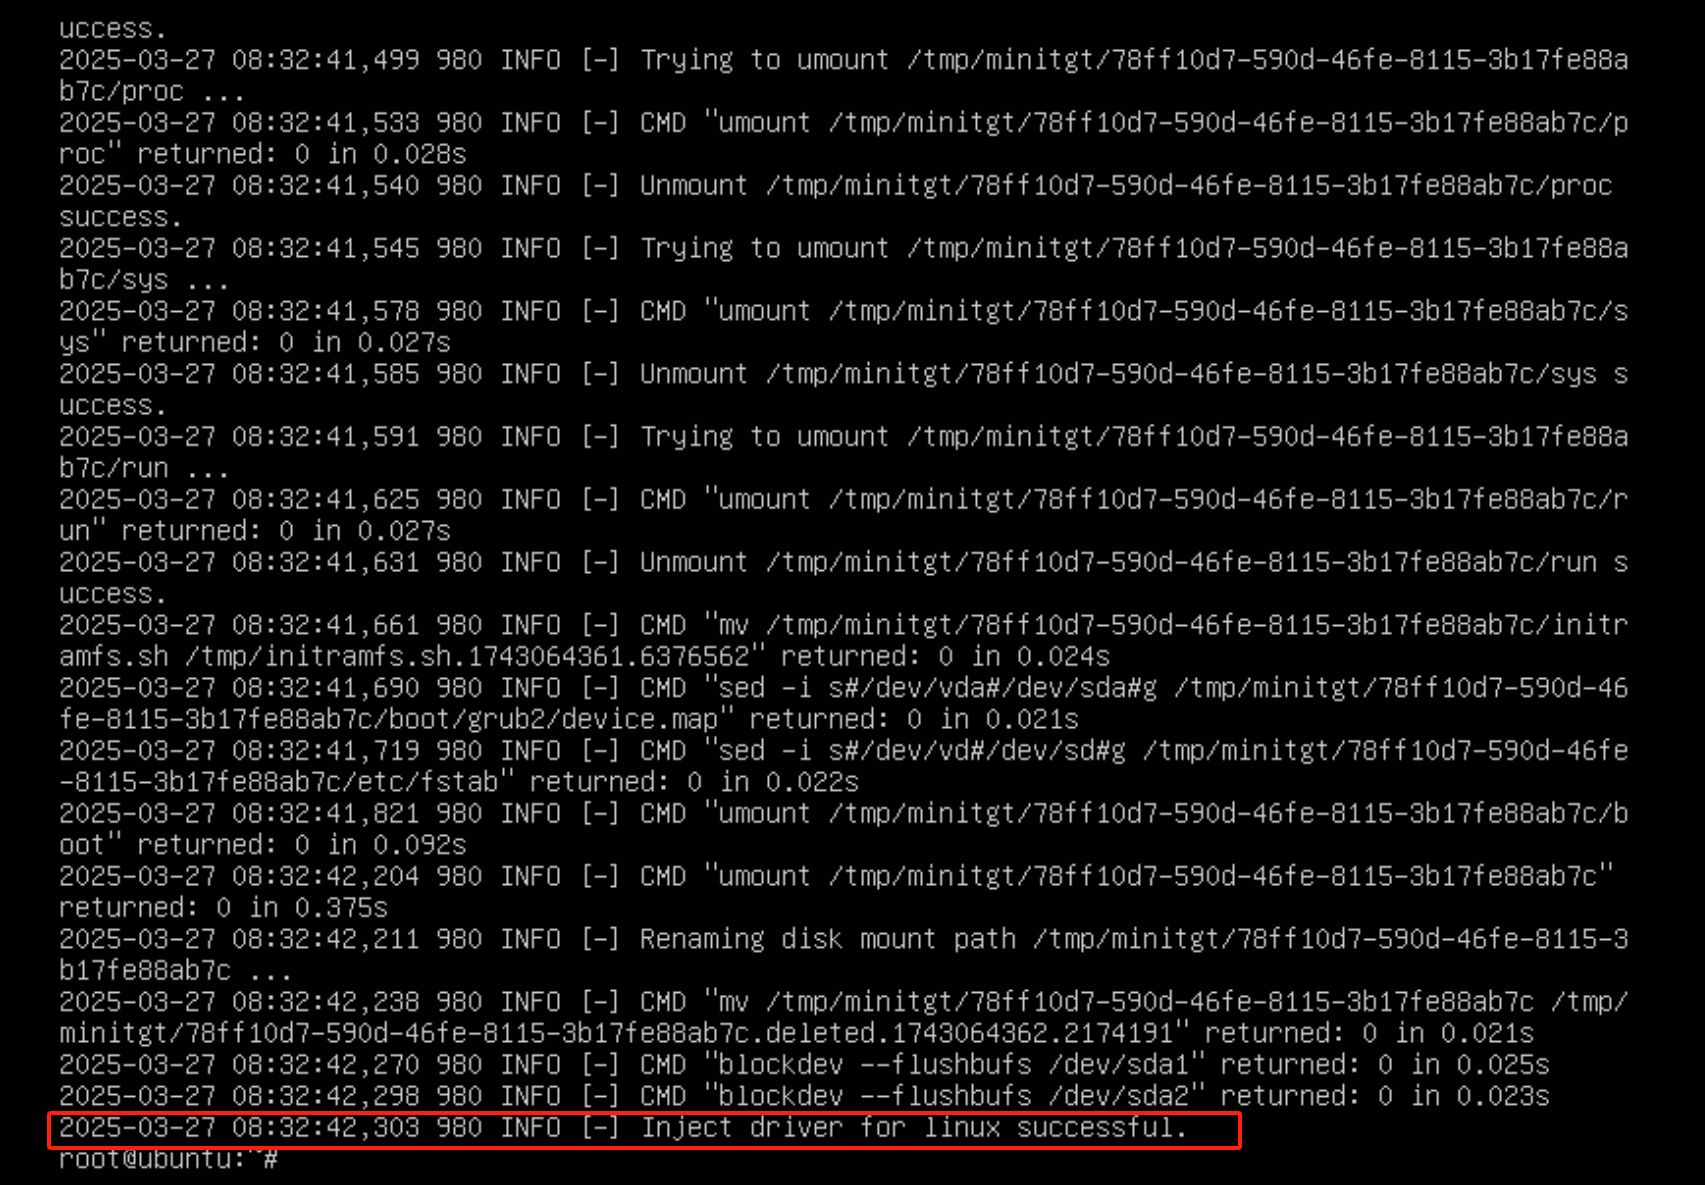 uccess.
2025-03-27 08:32:41,499 980 INFO [-] Trying to umount /tmp/minitgt/78ff10d7-590d-46fe-8115-3b17fe88a
b7c/proc ...
2025-03-27 08:32:41,533 980 INFO [-] CMD "umount /tmp/minitgt/78ff10d7-590d-46fe-8115-3b17fe88ab7c/p
roc" returned: 0 in 0.028s
2025-03-27 08:32:41,540 980 INFO [-] Unmount /tmp/minitgt/78ff10d7-590d-46fe-8115-3b17fe88ab7c/proc
success.
2025-03-27 08:32:41,545 980 INFO [-] Trying to umount /tmp/minitgt/78ff10d7-590d-46fe-8115-3b17fe88a
b7c/sys ...
2025-03-27 08:32:41,578 980 INFO [-] CMD "umount /tmp/minitgt/78ff10d7-590d-46fe-8115-3b17fe88ab7c/s
ys" returned: 0 in 0.027s
2025-03-27 08:32:41,585 980 INFO [-] Unmount /tmp/minitgt/78ff10d7-590d-46fe-8115-3b17fe88ab7c/sys s
uccess.
2025-03-27 08:32:41,591 980 INFO [-] Trying to umount /tmp/minitgt/78ff10d7-590d-46fe-8115-3b17fe88a
b7c/run ...
2025-03-27 08:32:41,625 980 INFO [-] CMD "umount /tmp/minitgt/78ff10d7-590d-46fe-8115-3b17fe88ab7c/r
un" returned: 0 in 0.027s
2025-03-27 08:32:41,631 980 INFO [-] Unmount /tmp/minitgt/78ff10d7-590d-46fe-8115-3b17fe88ab7c/run s
uccess.
2025-03-27 08:32:41,661 980 INFO [-] CMD "mv /tmp/minitgt/78ff10d7-590d-46fe-8115-3b17fe88ab7c/initr
amfs.sh /tmp/initramfs.sh.1743064361.6376562" returned: 0 in 0.024s
2025-03-27 08:32:41,690 980 INFO [-] CMD "sed -i s#/dev/vda#/dev/sda#g /tmp/minitgt/78ff10d7-590d-46
fe-8115-3b17fe88ab7c/boot/grub2/device.map" returned: 0 in 0.021s
2025-03-27 08:32:41,719 980 INFO [-] CMD "sed -i s#/dev/vd#/dev/sd#g /tmp/minitgt/78ff10d7-590d-46fe
-8115-3b17fe88ab7c/etc/fstab" returned: 0 in 0.022s
2025-03-27 08:32:41,821 980 INFO [-] CMD "umount /tmp/minitgt/78ff10d7-590d-46fe-8115-3b17fe88ab7c/b
oot" returned: 0 in 0.092s
2025-03-27 08:32:42,204 980 INFO [-] CMD "umount /tmp/minitgt/78ff10d7-590d-46fe-8115-3b17fe88ab7c"
returned: 0 in 0.375s
2025-03-27 08:32:42,211 980 INFO [-] Renaming disk mount path /tmp/minitgt/78ff10d7-590d-46fe-8115-3
b17fe88ab7c ...
2025-03-27 08:32:42,238 980 INFO [-] CMD "mv /tmp/minitgt/78ff10d7-590d-46fe-8115-3b17fe88ab7c /tmp/
minitgt/78ff10d7-590d-46fe-8115-3b17fe88ab7c.deleted.1743064362.2174191" returned: 0 in 0.021s
2025-03-27 08:32:42,270 980 INFO [-] CMD "blockdev --flushbufs /dev/sda1" returned: 0 in 0.025s
2025-03-27 08:32:42,298 980 INFO [-] CMD "blockdev --flushbufs /dev/sda2" returned: 0 in 0.023s
2025-03-27 08:32:42,303 980 INFO [-] Inject driver for linux successful.
root@ubuntu:~#